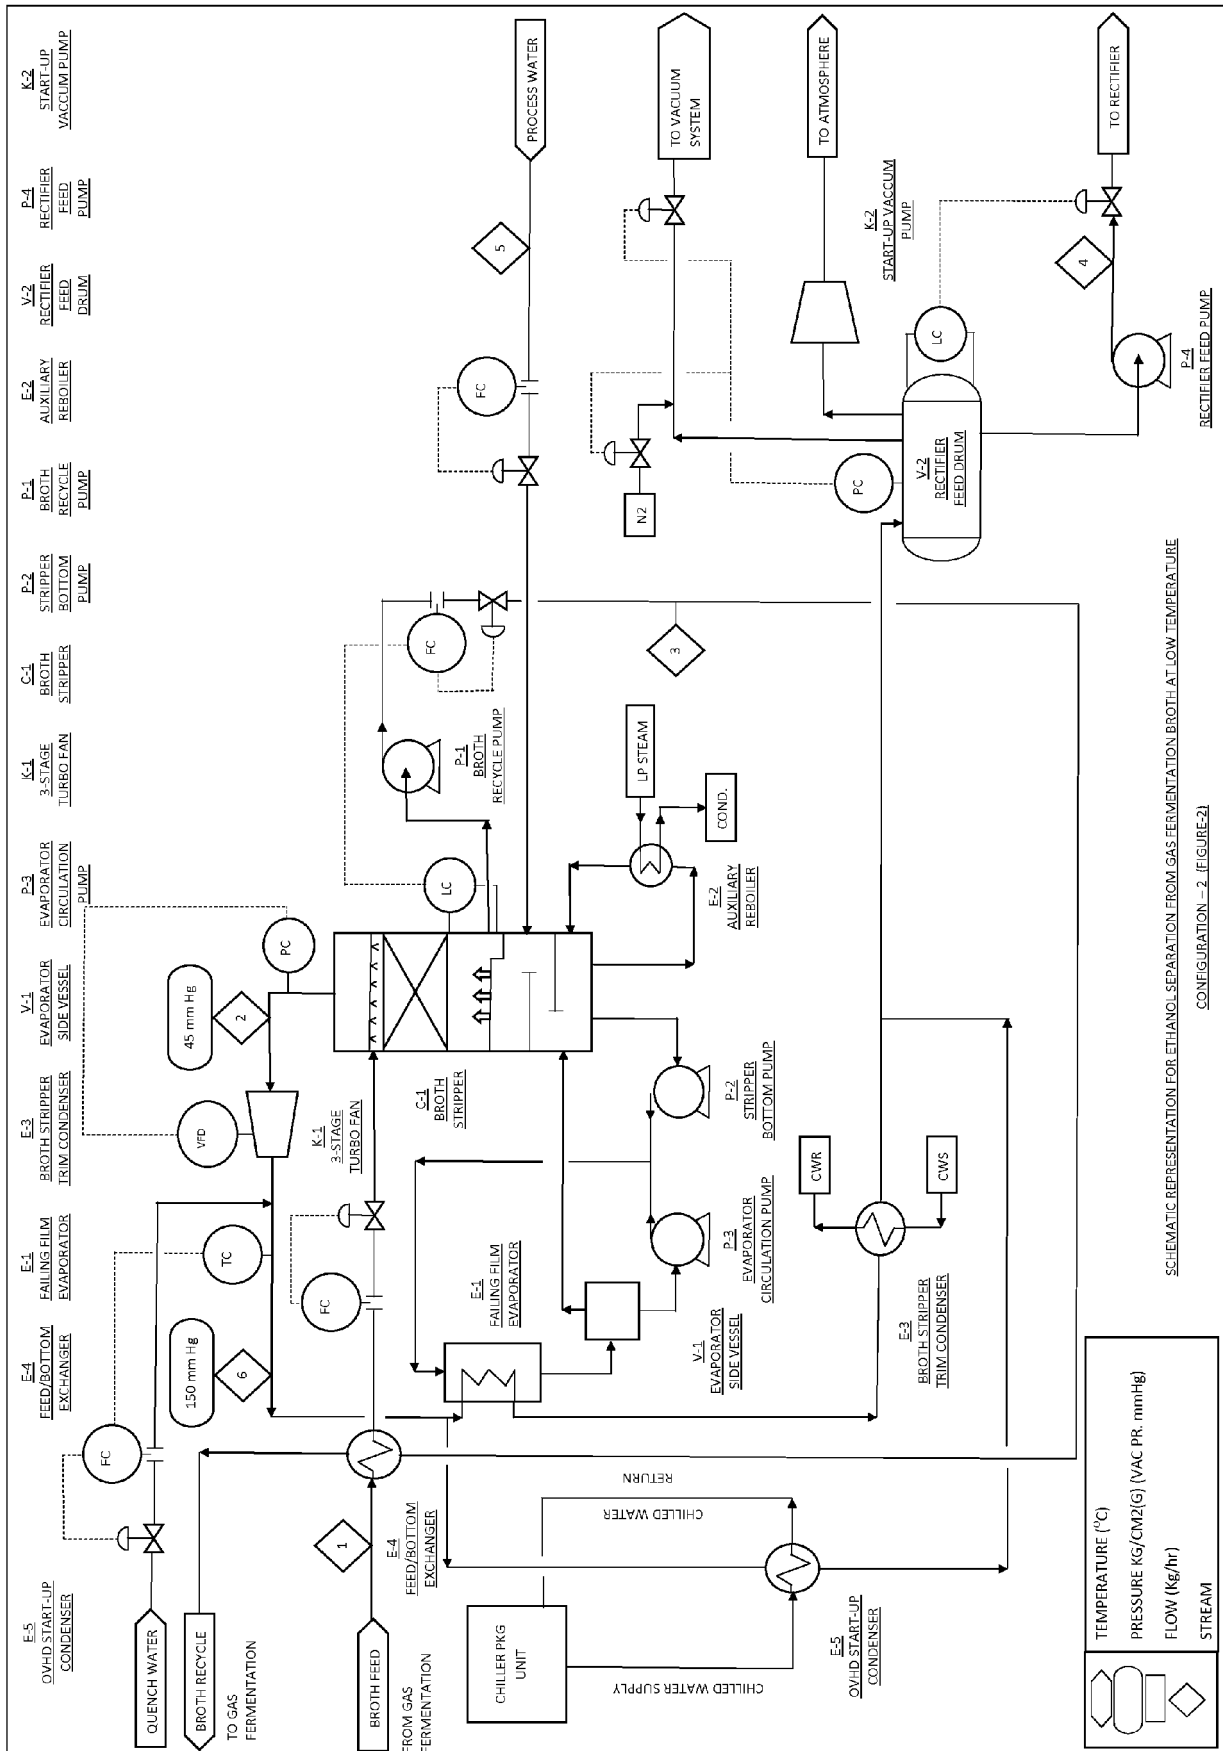 E-5
OVHD START-UP
CONDENSER
E-4
FEED/BOTTOM
EXCHANGER
E-1
FAILING FILM
EVAPORATOR
E-3
BROTH STRIPPER
TRIM CONDENSER
V-1
EVAPORATOR
SIDE VESSEL
P-3
EVAPORATOR
CIRCULATION
PUMP
K-1
3-STAGE
TURBO FAN
C-1
BROTH
STRIPPER
P-2
STRIPPER
BOTTOM
PUMP
P-1
BROTH
RECYCLE
PUMP
E-2
AUXILIARY
REBOILER
V-2
RECTIFIER
FEED
DRUM
P-4
RECTIFIER
FEED
PUMP
K-2
START-UP
VACCUM PUMP
QUENCH WATER
FC
150 mm Hg
6
TC
VFD
45 mm Hg
2
PC
BROTH RECYCLE
TO GAS
FERMENTATION
BROTH FEED
FROM GAS
FERMENTATION
1
E-4
FEED/BOTTOM
EXCHANGER
FC
K-1
3-STAGE
TURBO FAN
C-1
BROTH
STRIPPER
LC
FC
P-1
BROTH
RECYCLE PUMP
FC
5
PROCESS WATER
E-1
FAILING FILM
EVAPORATOR
V-1
EVAPORATOR
SIDE VESSEL
P-3
EVAPORATOR
CIRCULATION PUMP
P-2
STRIPPER
BOTTOM PUMP
E-2
AUXILIARY
REBOILER
LP STEAM
COND.
3
N2
TO VACUUM
SYSTEM
TO ATMOSPHERE
K-2
START-UP VACCUM
PUMP
PC
V-2
RECTIFIER
FEED DRUM
LC
4
TO RECTIFIER
P-4
RECTIFIER FEED PUMP
CHILLER PKG
UNIT
CHILLED WATER SUPPLY
CHILLED WATER
RETURN
E-5
OVHD START-UP
CONDENSER
CWR
CWS
E-3
BROTH STRIPPER
TRIM CONDENSER
TEMPERATURE (°C)
PRESSURE KG/CM2(G) (VAC PR. mmHg)
FLOW (Kg/hr)
STREAM
SCHEMATIC REPRESENTATION FOR ETHANOL SEPARATION FROM GAS FERMENTATION BROTH AT LOW TEMPERATURE
CONFIGURATION – 2 (FIGURE-2)